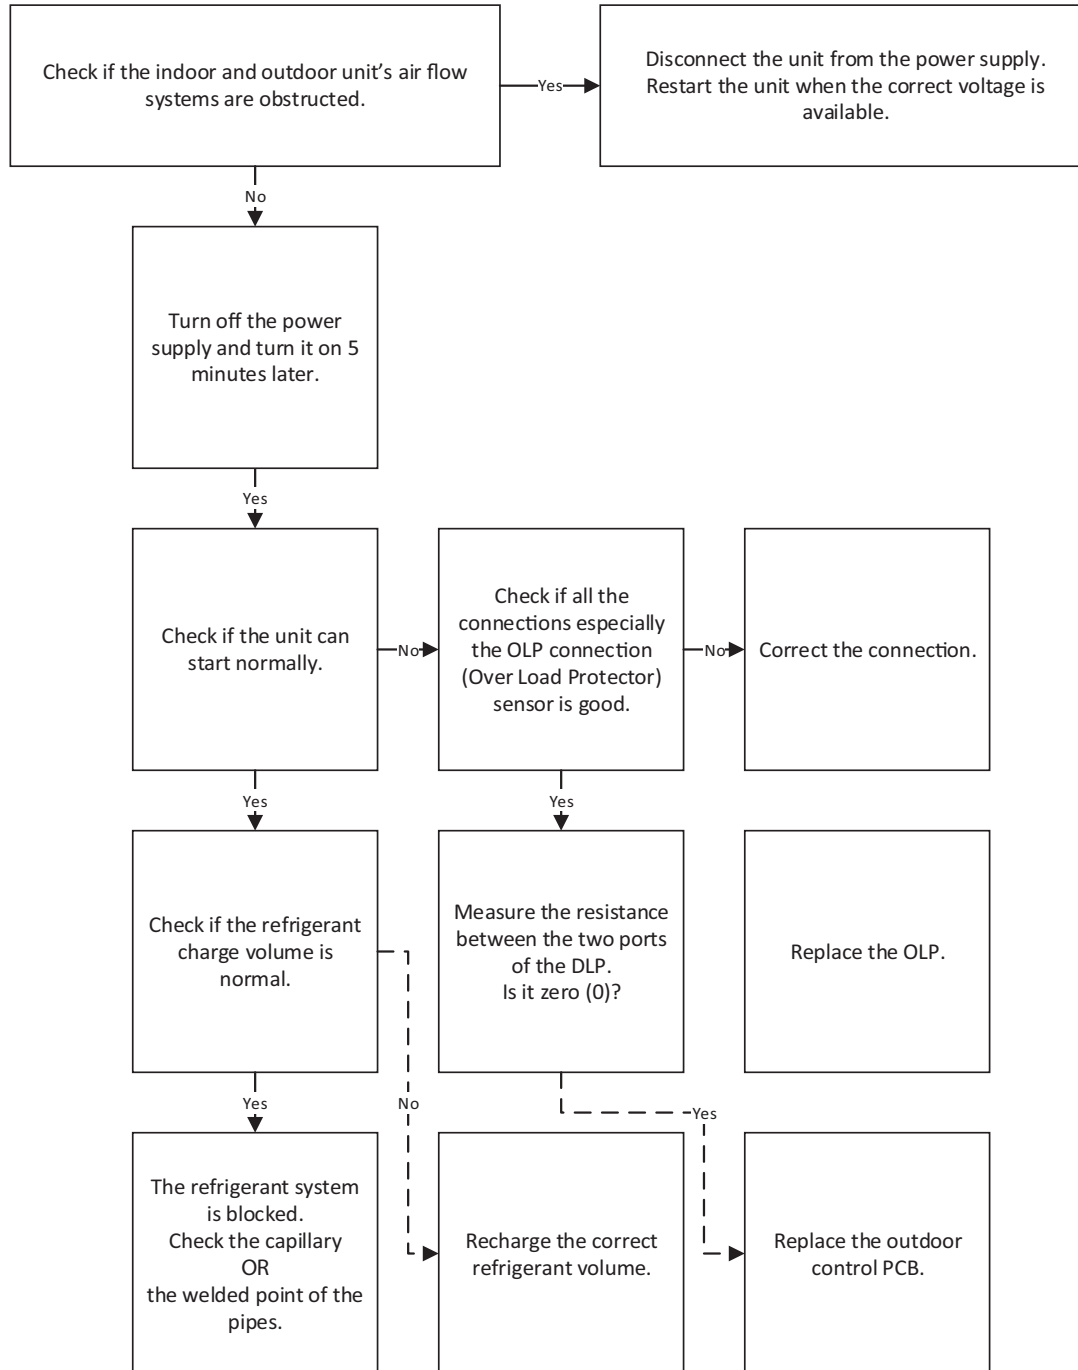 Check if the indoor and outdoor unit's air flow
systems are obstructed.
Yes
Disconnect the unit from the power supply.
Restart the unit when the correct voltage is
available.
No
Turn off the power
supply and turn it on 5
minutes later.
Yes
Check if the unit can
start normally.
No
Check if all the
connections especially
the OLP connection
(Over Load Protector)
sensor is good.
No
Correct the connection.
Yes
Yes
Check if the refrigerant
charge volume is
normal.
Measure the resistance
between the two ports
of the DLP.
Is it zero (0)?
Replace the OLP.
Yes
No
Yes
The refrigerant system
is blocked.
Check the capillary
OR
the welded point of the
pipes.
Recharge the correct
refrigerant volume.
Replace the outdoor
control PCB.